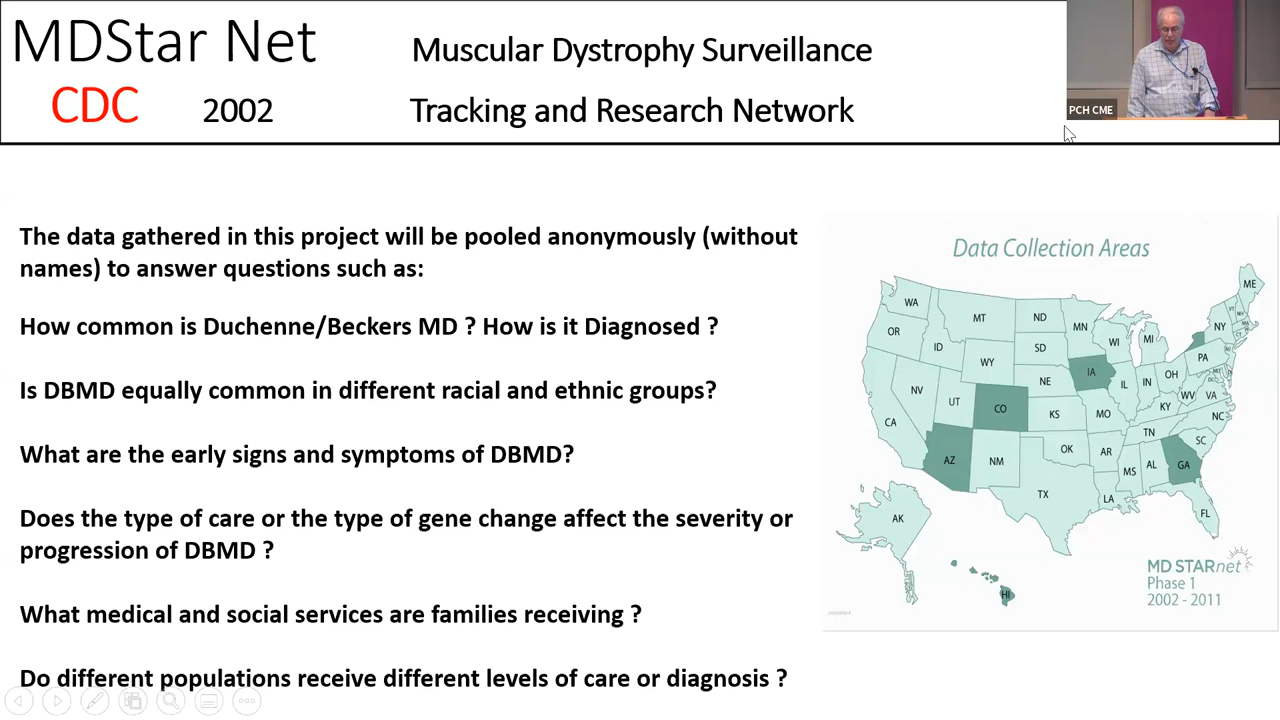 MDStar Net
Muscular Dystrophy Surveillance
CDC 2002
Tracking and Research Network
PCH CME
The data gathered in this project will be pooled anonymously (without
names) to answer questions such as:
How common is Duchenne/Beckers MD ? How is it Diagnosed ?
Is DBMD equally common in different racial and ethnic groups?
What are the early signs and symptoms of DBMD?
Does the type of care or the type of gene change affect the severity or
progression of DBMD ?
What medical and social services are families receiving ?
Do different populations receive different levels of care or diagnosis ?
Data Collection Areas
WA
MT
ND
MN
ME
OR
ID
SD
WI
MI
VT
NH
NY
WY
IA
PA
NV
UT
CO
NE
IL
IN
OH
WV
VA
CA
KS
MO
KY
NC
AZ
NM
OK
AR
TN
SC
MS
AL
GA
TX
LA
FL
AK
HI
MD STARnet
Phase 1
2002 - 2011